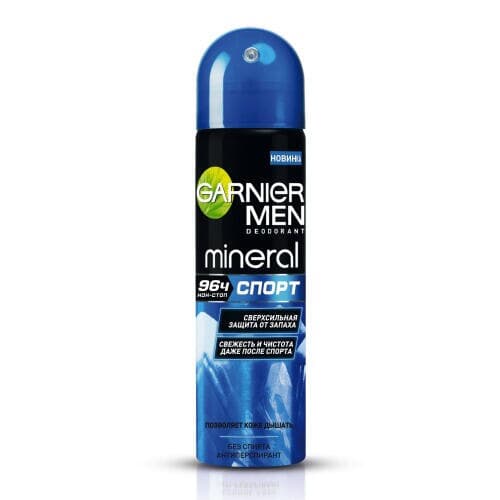 НОВИНКА
GARNIER
MEN
DEODORANT
mineral
96ч
НОН-СТОП
СПОРТ
СВЕРХСИЛЬНАЯ
ЗАЩИТА ОТ ЗАПАХА
СВЕЖЕСТЬ И ЧИСТОТА
ДАЖЕ ПОСЛЕ СПОРТА
ПОЗВОЛЯЕТ КОЖЕ ДЫШАТЬ
БЕЗ СПИРТА
АНТИПЕРСПИРАНТ